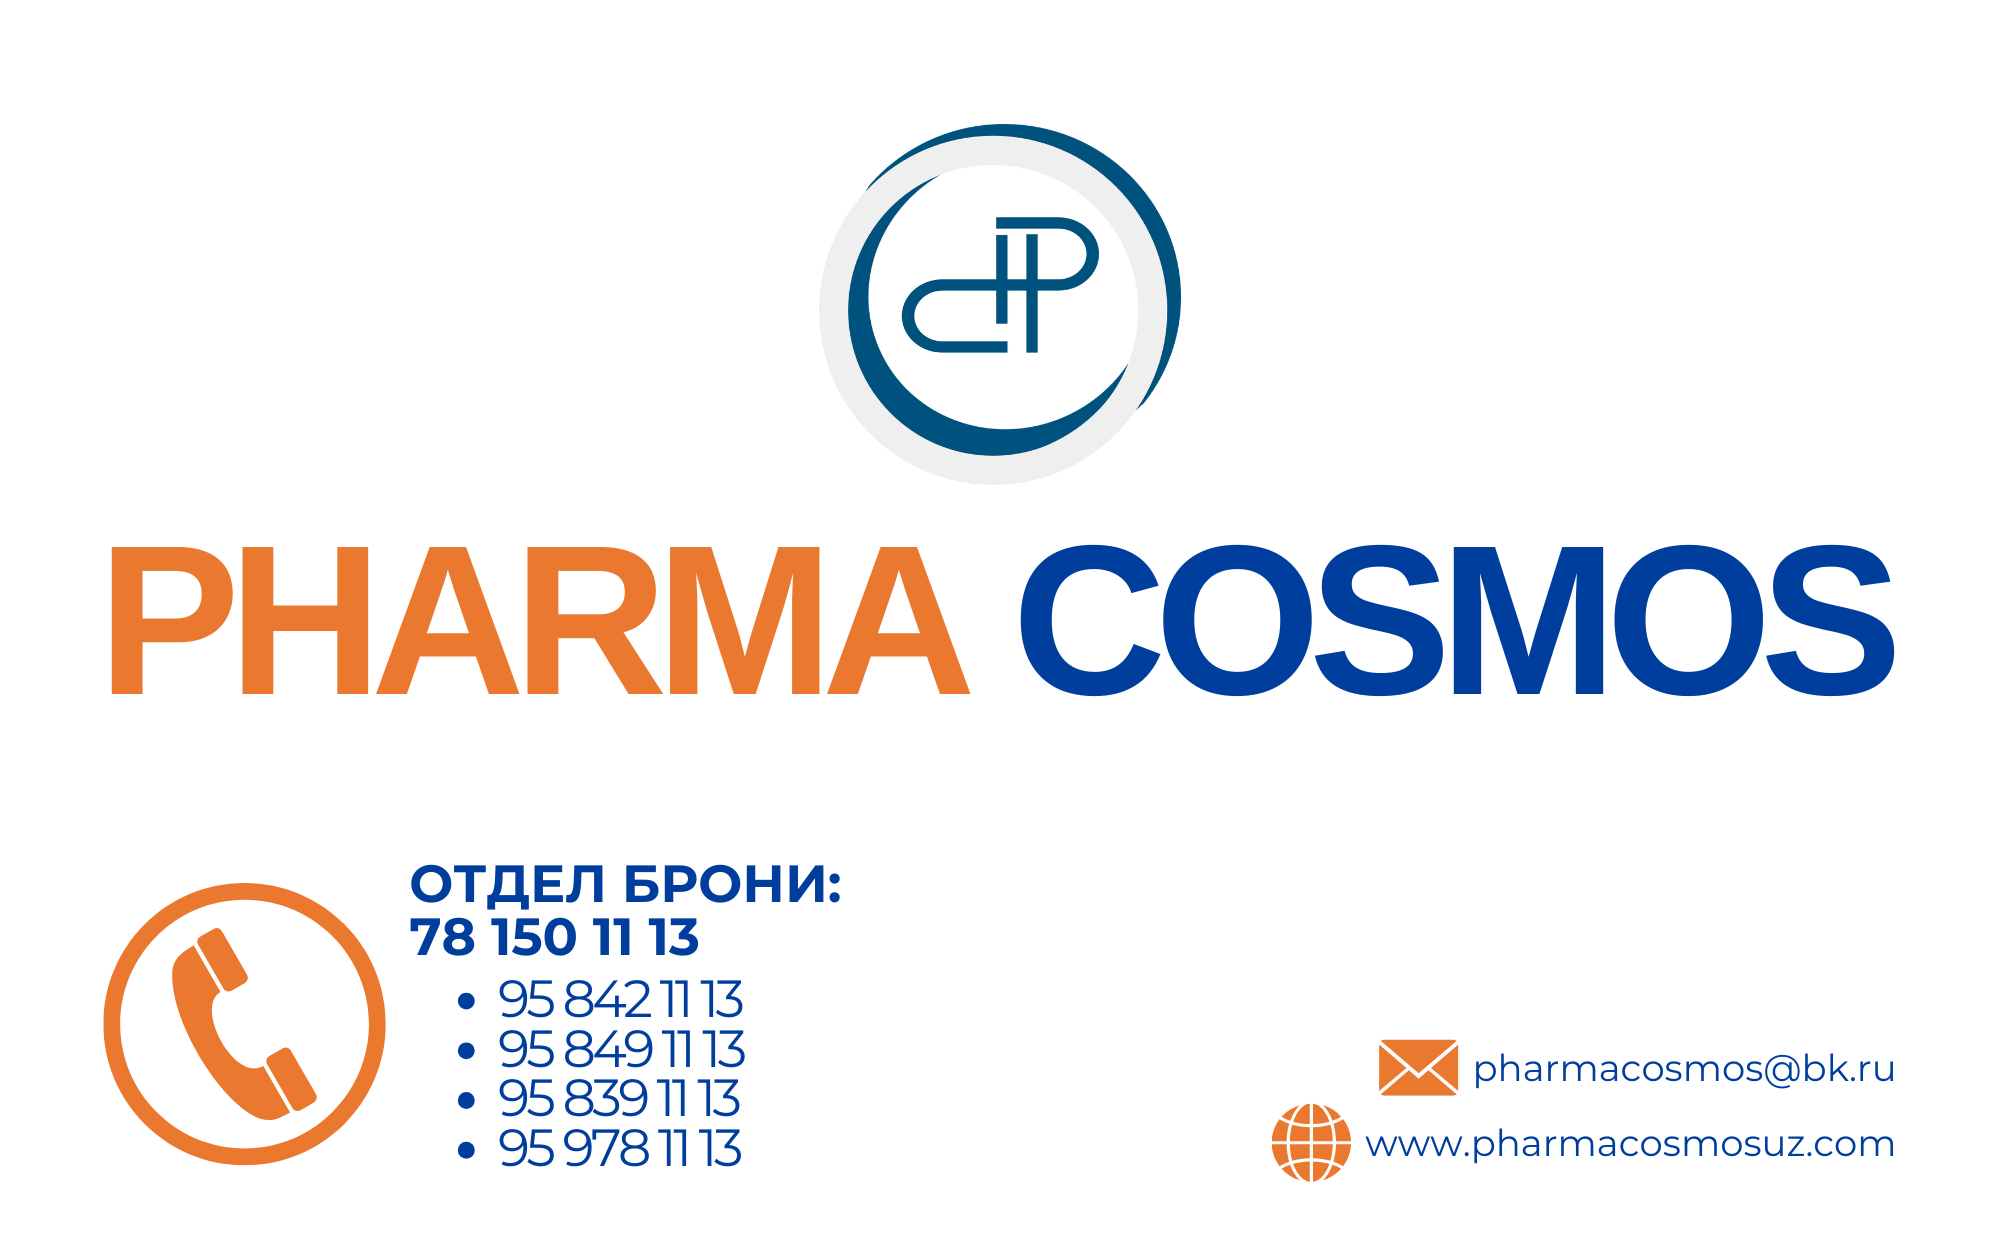 PHARMA COSMOS
ОТДЕЛ БРОНИ:
78 150 11 13
95 842 11 13
95 849 11 13
95 839 11 13
95 978 11 13
pharmacosmos@bk.ru
www.pharmacosmosuz.com